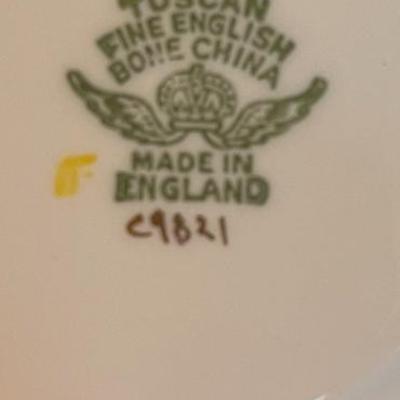 TUSCAN
FINE ENGLISH
BONE CHINA
MADE IN
ENGLAND
C9821